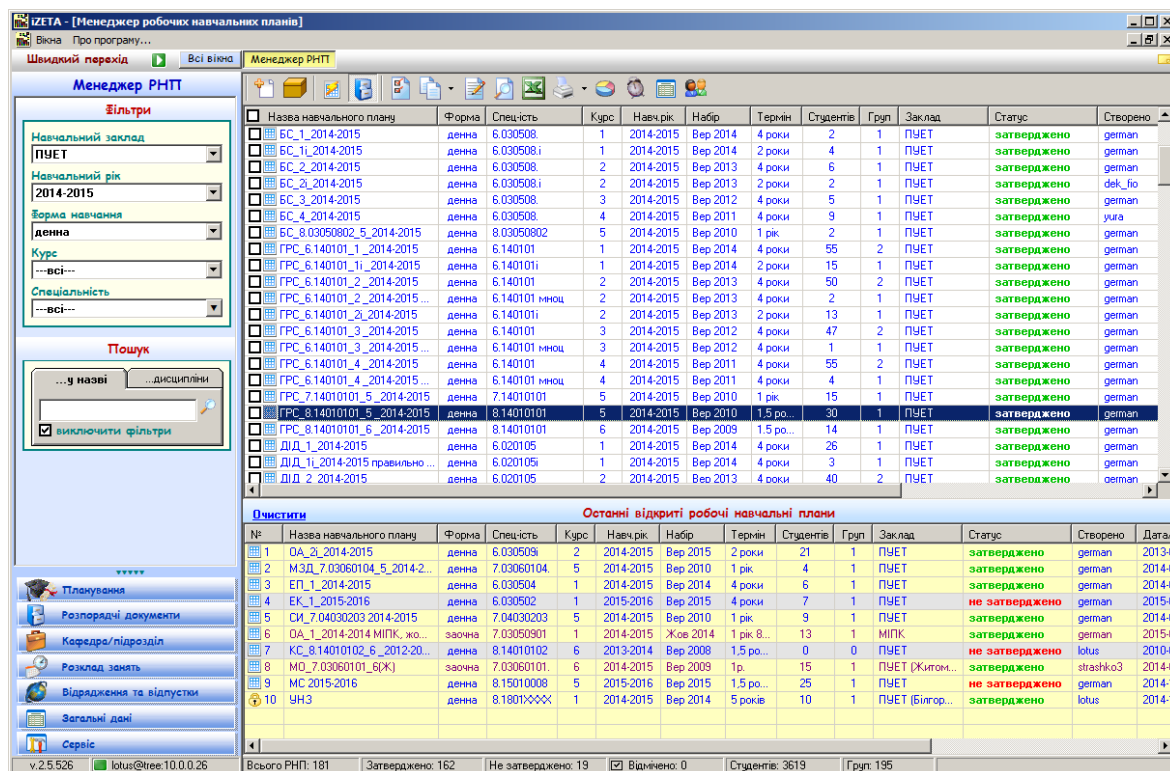 iZETA - [Менеджер робочих навчальних планів]
Вікна Про програму...
Швидкий перехід Всі вікна Менеджер РНП
Менеджер РНП
Фільтри
Навчальний заклад
ПУЕТ
Навчальний рік
2014-2015
Форма навчання
денна
Курс
---всі---
Спеціальність
---всі---
Пошук
...у назві ...дисципліни
виключити фільтри
Планування
Розпорядчі документи
Кафедра/підрозділ
Розклад занять
Відрядження та відпустки
Загальні дані
Сервіс
Назва навчального плану Форма Спец-ість Курс Навч.рік Набір Термін Студентів Груп Заклад Статус Створено
БС_1_2014-2015 денна 6.030508. 1 2014-2015 Вер 2014 4 роки 2 1 ПУЕТ затверджено german
БС_1і_2014-2015 денна 6.030508.і 1 2014-2015 Вер 2014 2 роки 4 1 ПУЕТ затверджено german
БС_2_2014-2015 денна 6.030508. 2 2014-2015 Вер 2013 4 роки 6 1 ПУЕТ затверджено german
БС_2і_2014-2015 денна 6.030508.і 2 2014-2015 Вер 2013 2 роки 2 1 ПУЕТ затверджено dek_fio
БС_3_2014-2015 денна 6.030508. 3 2014-2015 Вер 2012 4 роки 5 1 ПУЕТ затверджено german
БС_4_2014-2015 денна 6.030508. 4 2014-2015 Вер 2011 4 роки 9 1 ПУЕТ затверджено yura
БС_8.03050802_5_2014-2015 денна 8.03050802 5 2014-2015 Вер 2010 1 рік 2 1 ПУЕТ затверджено german
ГРС_6.140101_1_2014-2015 денна 6.140101 1 2014-2015 Вер 2014 4 роки 55 2 ПУЕТ затверджено german
ГРС_6.140101_1і_2014-2015 денна 6.140101і 1 2014-2015 Вер 2014 2 роки 15 1 ПУЕТ затверджено german
ГРС_6.140101_2_2014-2015 денна 6.140101 2 2014-2015 Вер 2013 4 роки 50 2 ПУЕТ затверджено german
ГРС_6.140101_2_2014-2015 ... денна 6.140101 мноц 2 2014-2015 Вер 2013 4 роки 2 1 ПУЕТ затверджено german
ГРС_6.140101_2і_2014-2015 денна 6.140101і 2 2014-2015 Вер 2013 2 роки 13 1 ПУЕТ затверджено german
ГРС_6.140101_3_2014-2015 денна 6.140101 3 2014-2015 Вер 2012 4 роки 47 2 ПУЕТ затверджено german
ГРС_6.140101_3_2014-2015 ... денна 6.140101 мноц 3 2014-2015 Вер 2012 4 роки 1 1 ПУЕТ затверджено german
ГРС_6.140101_4_2014-2015 денна 6.140101 4 2014-2015 Вер 2011 4 роки 55 2 ПУЕТ затверджено german
ГРС_6.140101_4_2014-2015 ... денна 6.140101 мноц 4 2014-2015 Вер 2011 4 роки 4 1 ПУЕТ затверджено german
ГРС_7.14010101_5_2014-2015 денна 7.14010101 5 2014-2015 Вер 2010 1 рік 15 1 ПУЕТ затверджено german
ГРС_8.14010101_5_2014-2015 денна 8.14010101 5 2014-2015 Вер 2010 1,5 ро... 30 1 ПУЕТ затверджено german
ГРС_8.14010101_6_2014-2015 денна 8.14010101 6 2014-2015 Вер 2009 1.5 ро... 14 1 ПУЕТ затверджено german
ДІД_1_2014-2015 денна 6.020105 1 2014-2015 Вер 2014 4 роки 26 1 ПУЕТ затверджено german
ДІД_1і_2014-2015 правильно ... денна 6.020105і 1 2014-2015 Вер 2014 4 роки 3 1 ПУЕТ затверджено german
ДІД_2_2014-2015 денна 6.020105 2 2014-2015 Вер 2013 4 роки 40 2 ПУЕТ затверджено german
Очистити Останні відкриті робочі навчальні плани
№ Назва навчального плану Форма Спец-ість Курс Навч.рік Набір Термін Студентів Груп Заклад Статус Створено Дата
1 ОА_2і_2014-2015 денна 6.030509і 2 2014-2015 Вер 2015 2 роки 21 1 ПУЕТ затверджено german 2013-
2 МЗД_7.03060104_5_2014-2... денна 7.03060104. 5 2014-2015 Вер 2010 1 рік 4 1 ПУЕТ затверджено german 2014-
3 ЕП_1_2014-2015 денна 6.030504 1 2014-2015 Вер 2014 4 роки 6 1 ПУЕТ затверджено german 2014-
4 ЕК_1_2015-2016 денна 6.030502 1 2015-2016 Вер 2015 4 роки 7 1 ПУЕТ не затверджено german 2015-
5 СИ_7.04030203 2014-2015 денна 7.04030203 5 2014-2015 Вер 2010 1 рік 9 1 ПУЕТ затверджено german 2014-
6 ОА_1_2014-2014 МІПК, жо... заочна 7.03050901 1 2014-2015 Жов 2014 1 рік 8... 13 1 МІПК затверджено german 2015-
7 КС_8.14010102_6_2012-20... денна 8.14010102 6 2013-2014 Вер 2008 1,5 ро... 0 0 ПУЕТ не затверджено lotus 2010-
8 МО_7.03060101_6(Ж) заочна 7.03060101. 6 2014-2015 Вер 2009 1р. 15 1 ПУЕТ (Житом... затверджено strashko3 2014-
9 МС 2015-2016 денна 8.15010008 5 2015-2016 Вер 2015 1,5 ро... 25 1 ПУЕТ не затверджено german 2014-
10 УНЗ денна 8.1801XXXX 1 2014-2015 Вер 2014 5 років 10 1 ПУЕТ (Білгор... затверджено lotus 2014-
v.2.5.526 lotus@tree:10.0.0.26 Всього РНП: 181 Затверджено: 162 Не затверджено: 19 Відмічено: 0 Студентів: 3619 Груп: 195